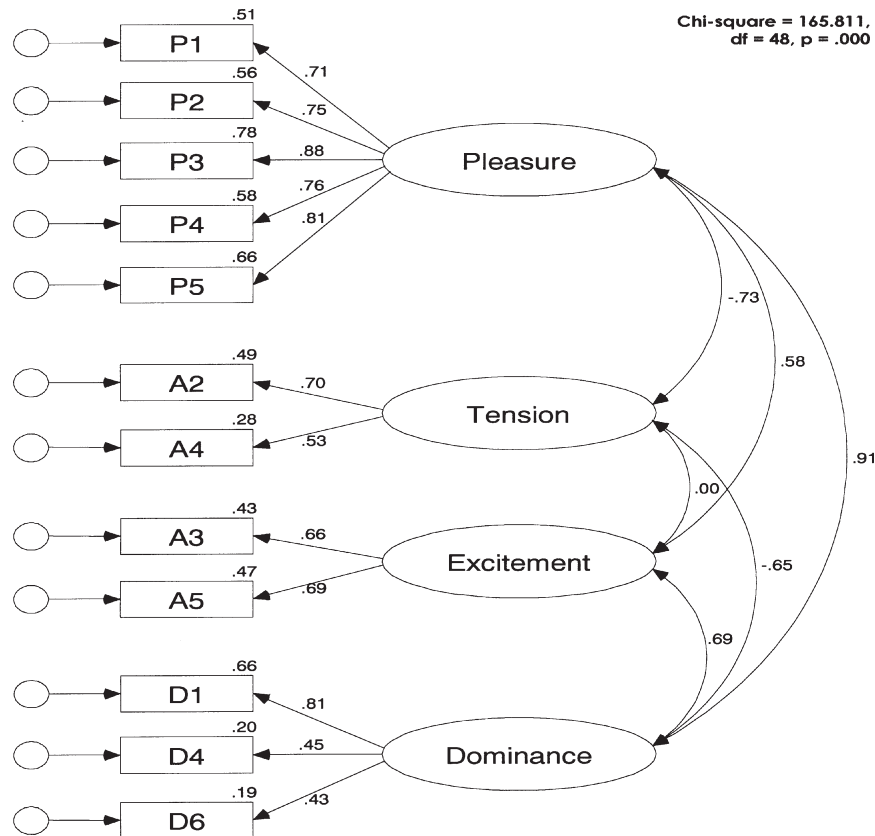 Chi-square = 165.811,
df = 48, p = .000
.51
P1
.71
.56
P2
.75
.78
P3
.88
Pleasure
.58
P4
.76
.81
.66
P5
-.73
.58
.49
A2
.70
Tension
.28
A4
.53
.91
.00
.43
A3
.66
Excitement
-.65
.47
A5
.69
.69
.66
D1
.81
.20
D4
.45
Dominance
.19
D6
.43